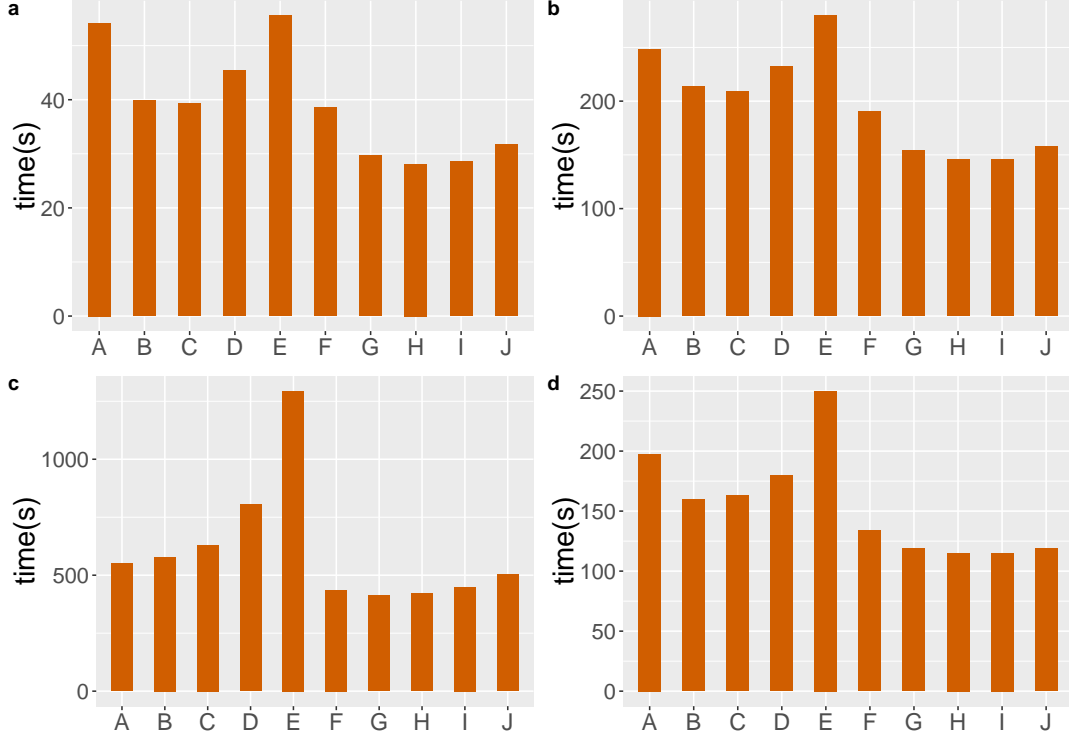 a
time(s)
40
20
0
A B C D E F G H I J
b
time(s)
200
100
0
A B C D E F G H I J
c
time(s)
1000
500
0
A B C D E F G H I J
d
time(s)
250
200
150
100
50
0
A B C D E F G H I J